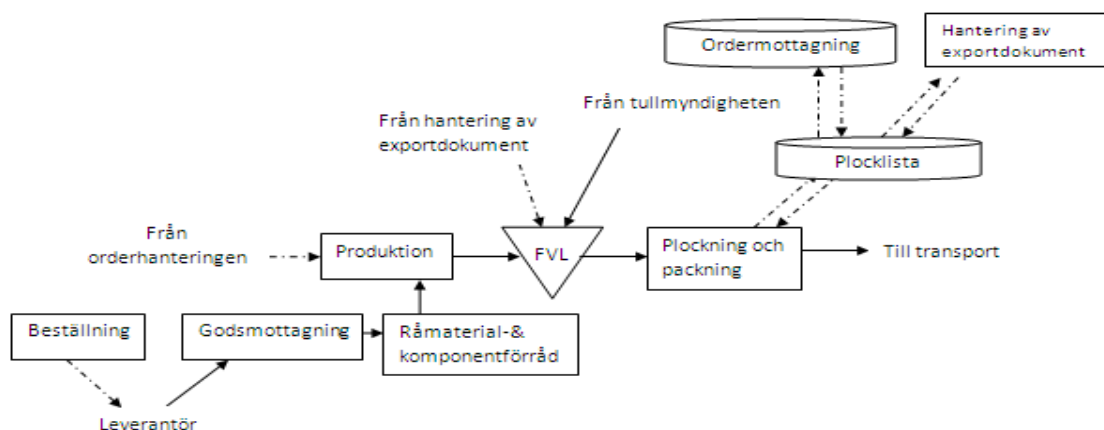 Ordermottagning
Hantering av
exportdokument
Från tullmyndigheten
Från hantering av
exportdokument
Plocklista
Från
orderhanteringen
Produktion
FVL
Plockning och
packning
Till transport
Beställning
Godsmottagning
Råmaterial-&
komponentförråd
Leverantör